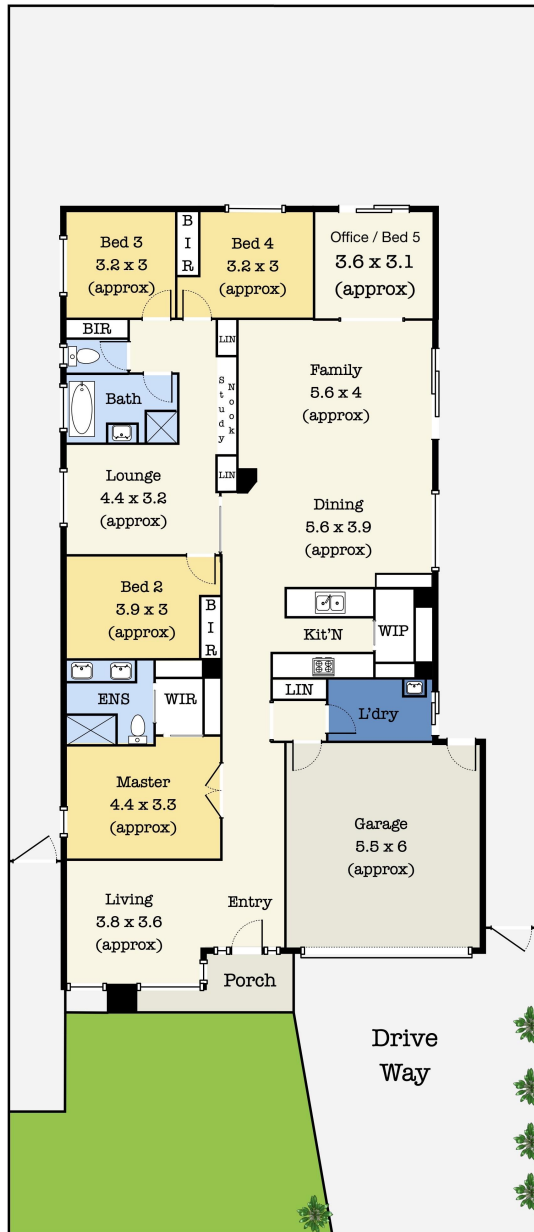 Bed 3
3.2 x 3
(approx)
B
I
R
Bed 4
3.2 x 3
(approx)
Office / Bed 5
3.6 x 3.1
(approx)
BIR
LIN
Study
Nook
Bath
Family
5.6 x 4
(approx)
LIN
Lounge
4.4 x 3.2
(approx)
Dining
5.6 x 3.9
(approx)
Bed 2
3.9 x 3
(approx)
B
I
R
Kit'N
WIP
ENS
WIR
LIN
L'dry
Master
4.4 x 3.3
(approx)
Garage
5.5 x 6
(approx)
Living
3.8 x 3.6
(approx)
Entry
Porch
Drive
Way